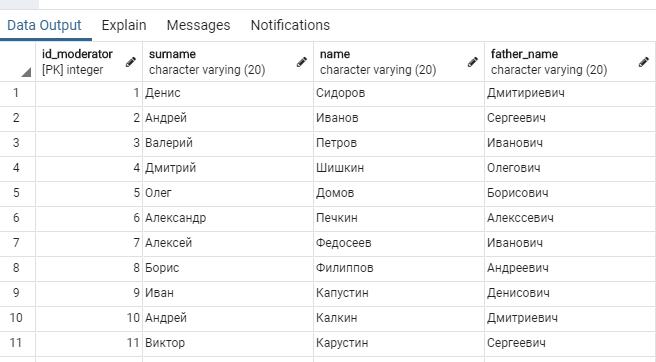 Data Output Explain Messages Notifications
id_moderator surname name father_name
[PK] integer character varying (20) character varying (20) character varying (20)
1 1 Денис Сидоров Дмитириевич
2 2 Андрей Иванов Сергеевич
3 3 Валерий Петров Иванович
4 4 Дмитрий Шишкин Олегович
5 5 Олег Домов Борисович
6 6 Александр Печкин Алекссевич
7 7 Алексей Федосеев Иванович
8 8 Борис Филиппов Андреевич
9 9 Иван Капустин Денисович
10 10 Андрей Калкин Дмитриевич
11 11 Виктор Карустин Сергеевич